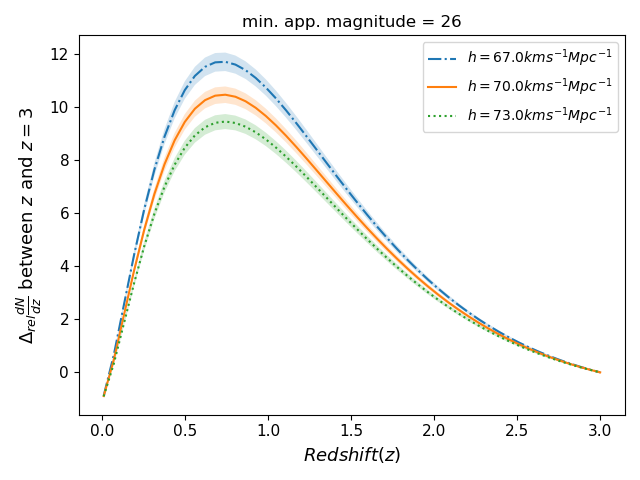 min. app. magnitude = 26
Δ_rel dN/dz between z and z = 3
12
10
8
6
4
2
0
h = 67.0kms⁻¹Mpc⁻¹
h = 70.0kms⁻¹Mpc⁻¹
h = 73.0kms⁻¹Mpc⁻¹
0.0 0.5 1.0 1.5 2.0 2.5 3.0
Redshift(z)